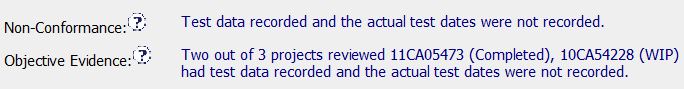 Non-Conformance:? Test data recorded and the actual test dates were not recorded.
Objective Evidence:? Two out of 3 projects reviewed 11CA05473 (Completed), 10CA54228 (WIP)
had test data recorded and the actual test dates were not recorded.